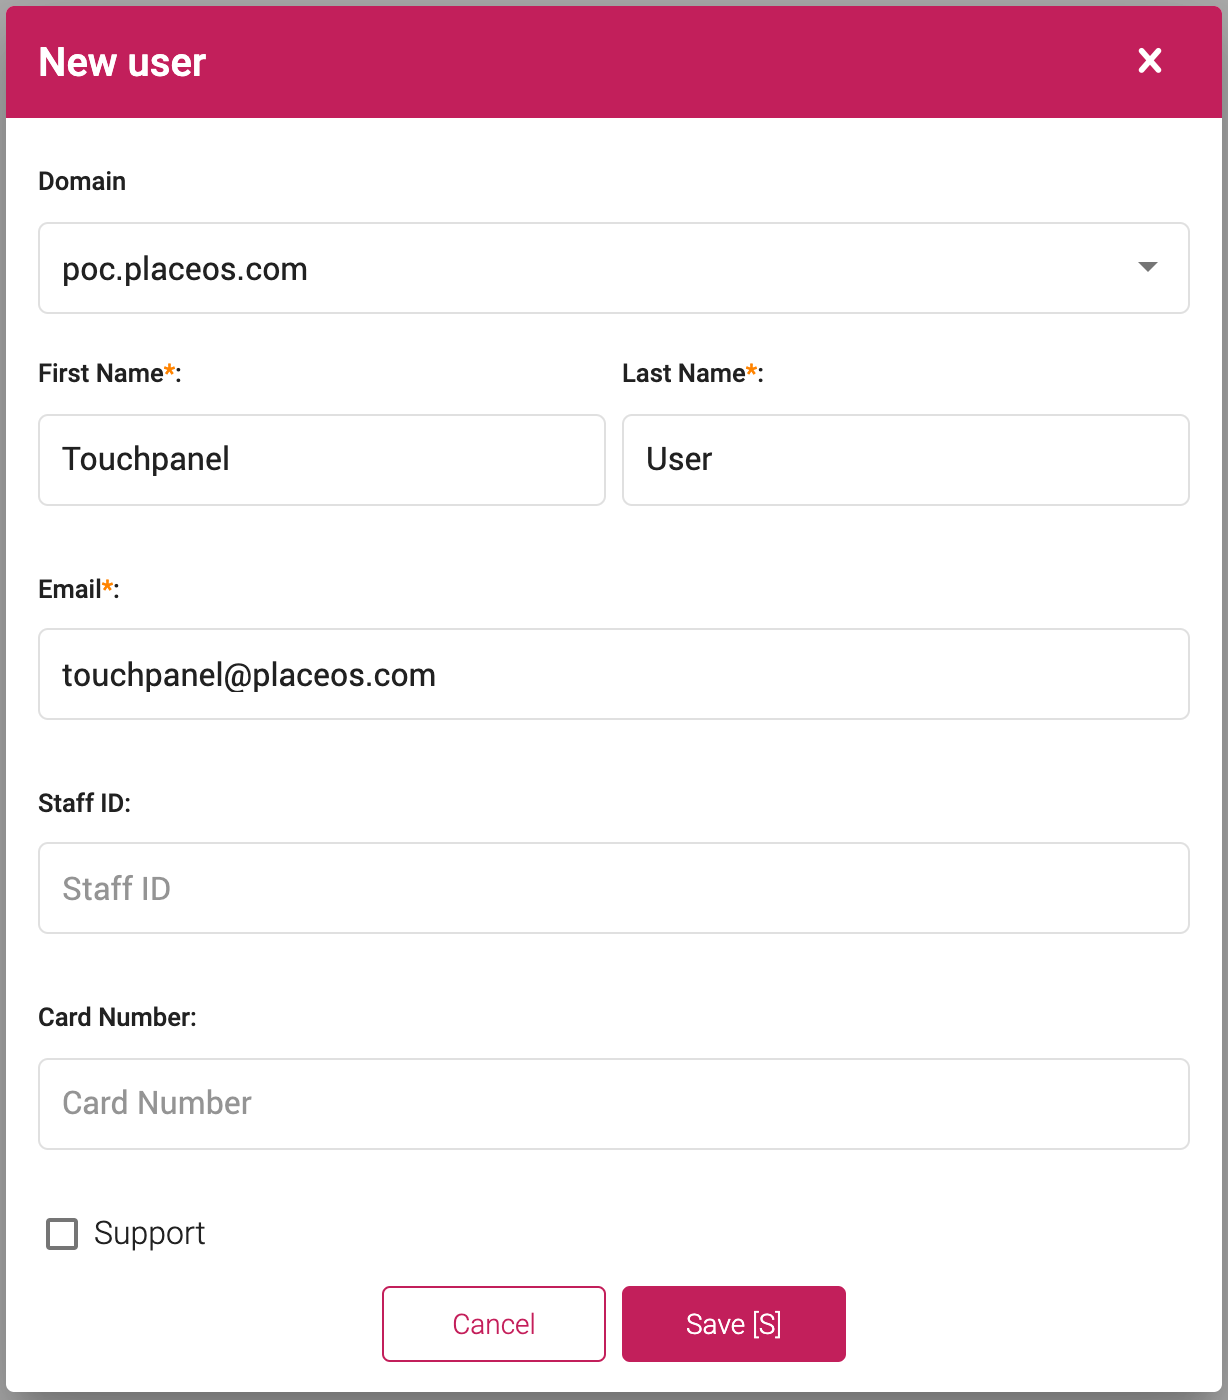 New user
Domain
poc.placeos.com
First Name*: Last Name*:
Touchpanel User
Email*:
touchpanel@placeos.com
Staff ID:
Staff ID
Card Number:
Card Number
Support
Cancel Save [S]